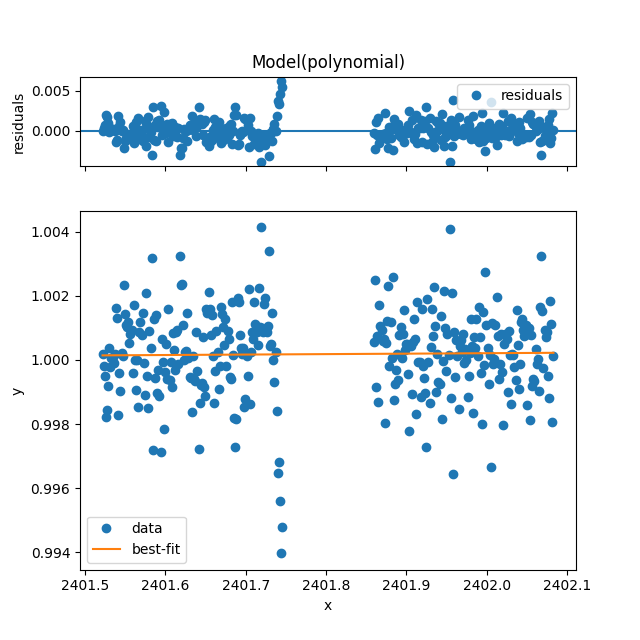 Model(polynomial)
residuals
0.005
0.000
residuals
1.004
1.002
1.000
0.998
0.996
0.994
y
data
best-fit
2401.5 2401.6 2401.7 2401.8 2401.9 2402.0 2402.1
x